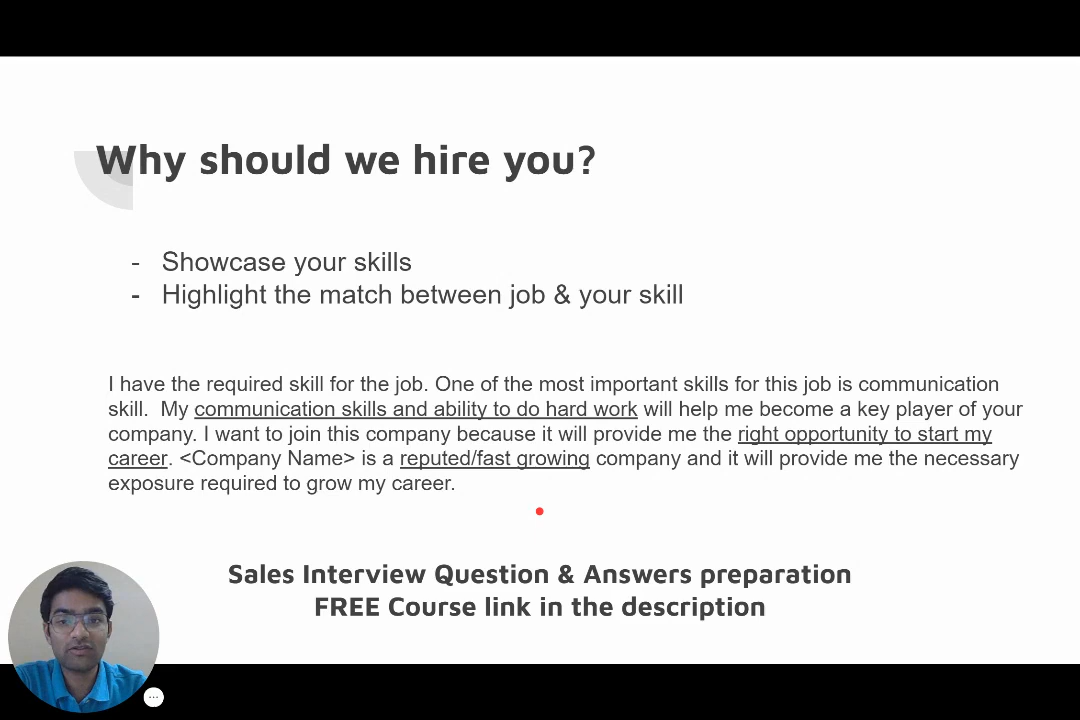 Why should we hire you?
- Showcase your skills
- Highlight the match between job & your skill
I have the required skill for the job. One of the most important skills for this job is communication
skill. My communication skills and ability to do hard work will help me become a key player of your
company. I want to join this company because it will provide me the right opportunity to start my
career. <Company Name> is a reputed/fast growing company and it will provide me the necessary
exposure required to grow my career.
Sales Interview Question & Answers preparation
FREE Course link in the description